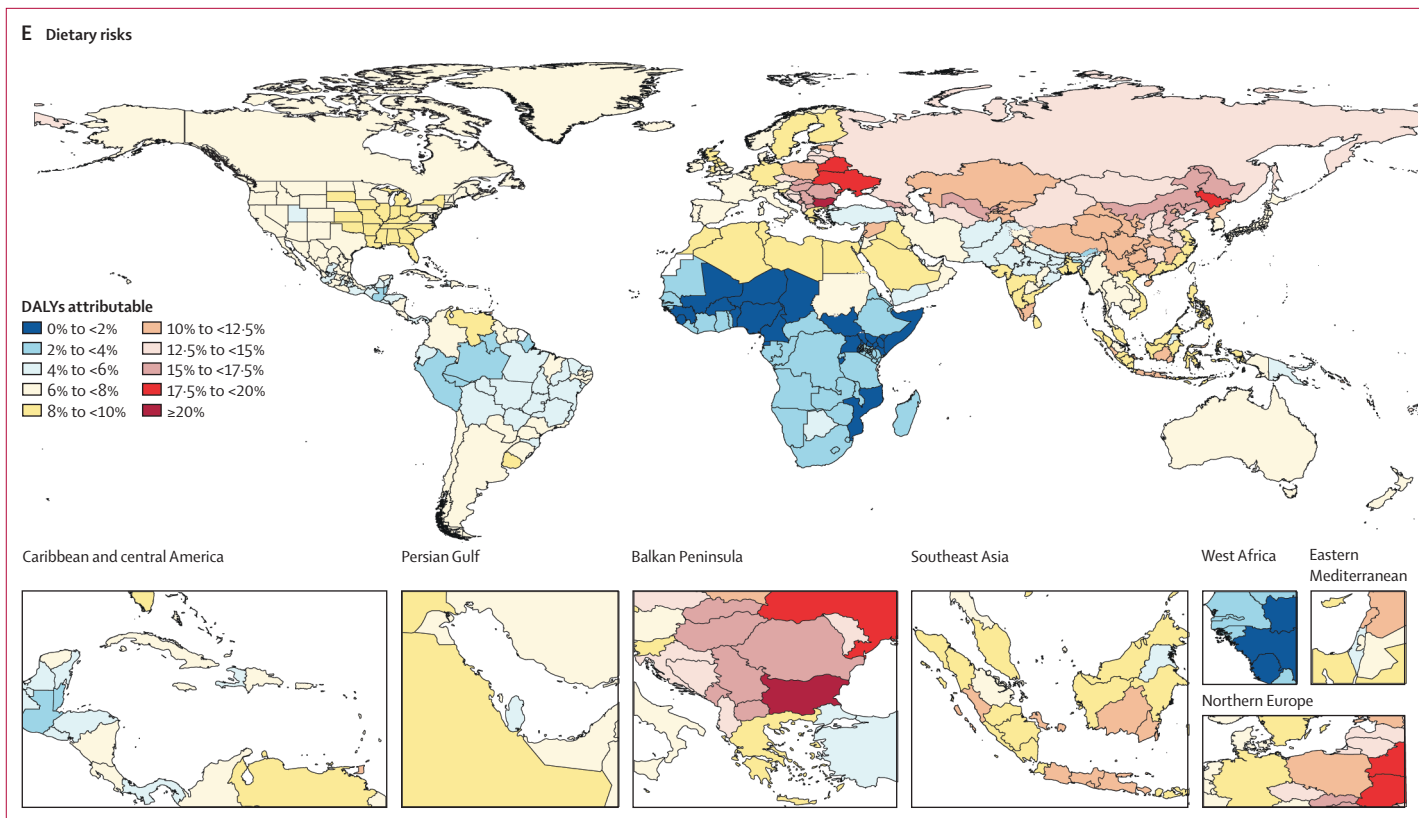 E Dietary risks
DALYs attributable
0% to <2%
2% to <4%
4% to <6%
6% to <8%
8% to <10%
10% to <12·5%
12·5% to <15%
15% to <17·5%
17·5% to <20%
≥20%
Caribbean and central America
Persian Gulf
Balkan Peninsula
Southeast Asia
West Africa
Eastern
Mediterranean
Northern Europe